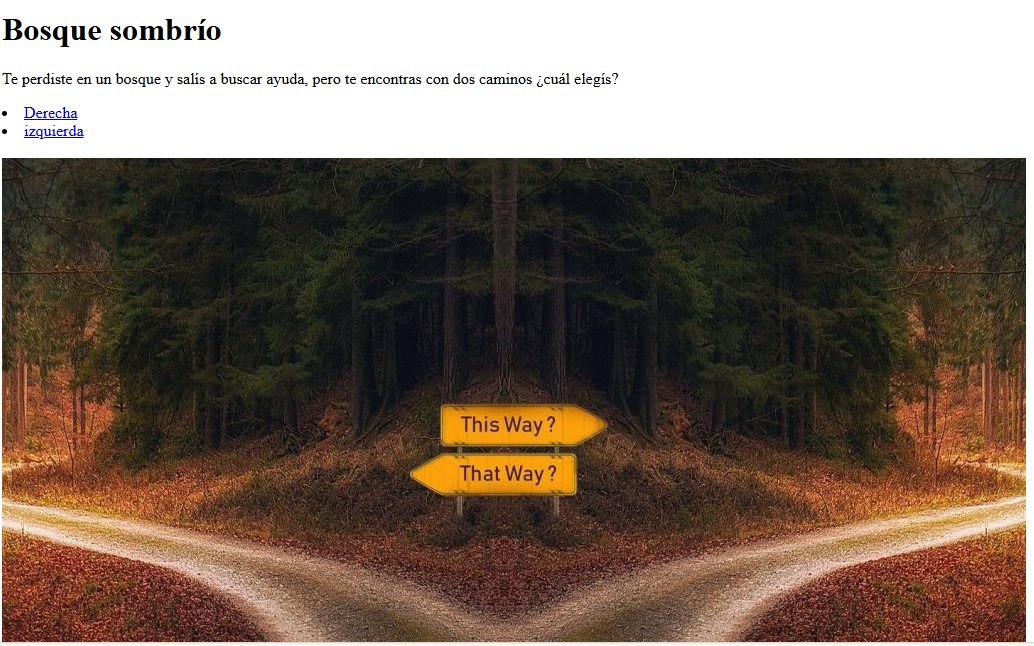 Bosque sombrío
Te perdiste en un bosque y salís a buscar ayuda, pero te encontras con dos caminos ¿cuál elegís?
Derecha
izquierda
This Way ?
That Way ?